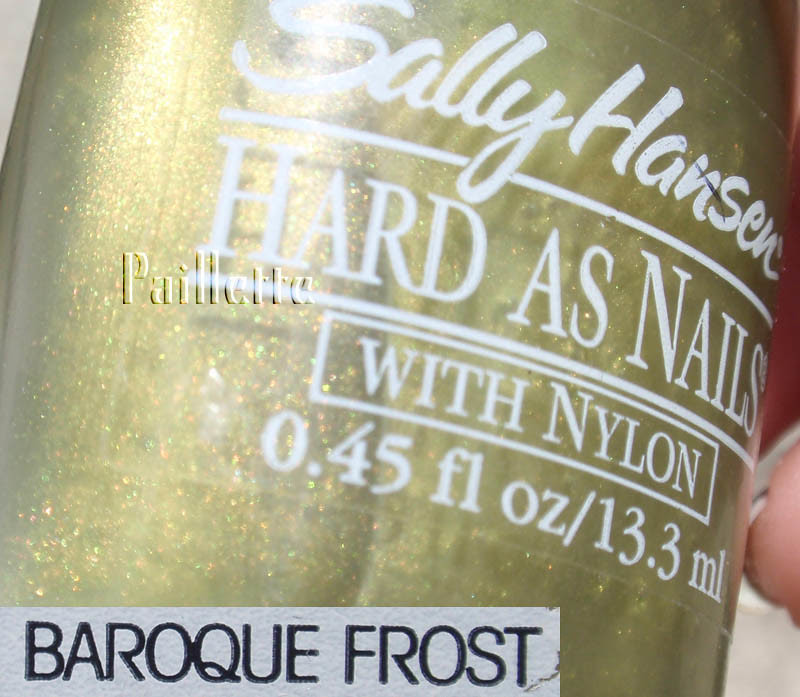 Sally Hansen
HARD AS NAILS®
Paillette
WITH NYLON
0.45 fl oz/13.3 ml
BAROQUE FROST